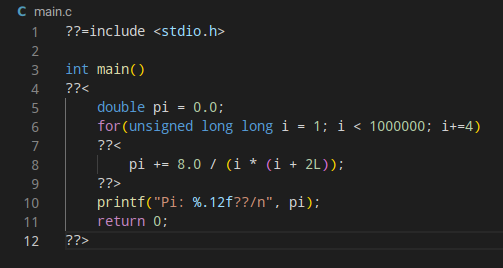 C main.c
1 ??=include <stdio.h>
2
3 int main()
4 ??<
5 double pi = 0.0;
6 for(unsigned long long i = 1; i < 1000000; i+=4)
7 ??<
8 pi += 8.0 / (i * (i + 2L));
9 ??>
10 printf("Pi: %.12f??/n", pi);
11 return 0;
12 ??>